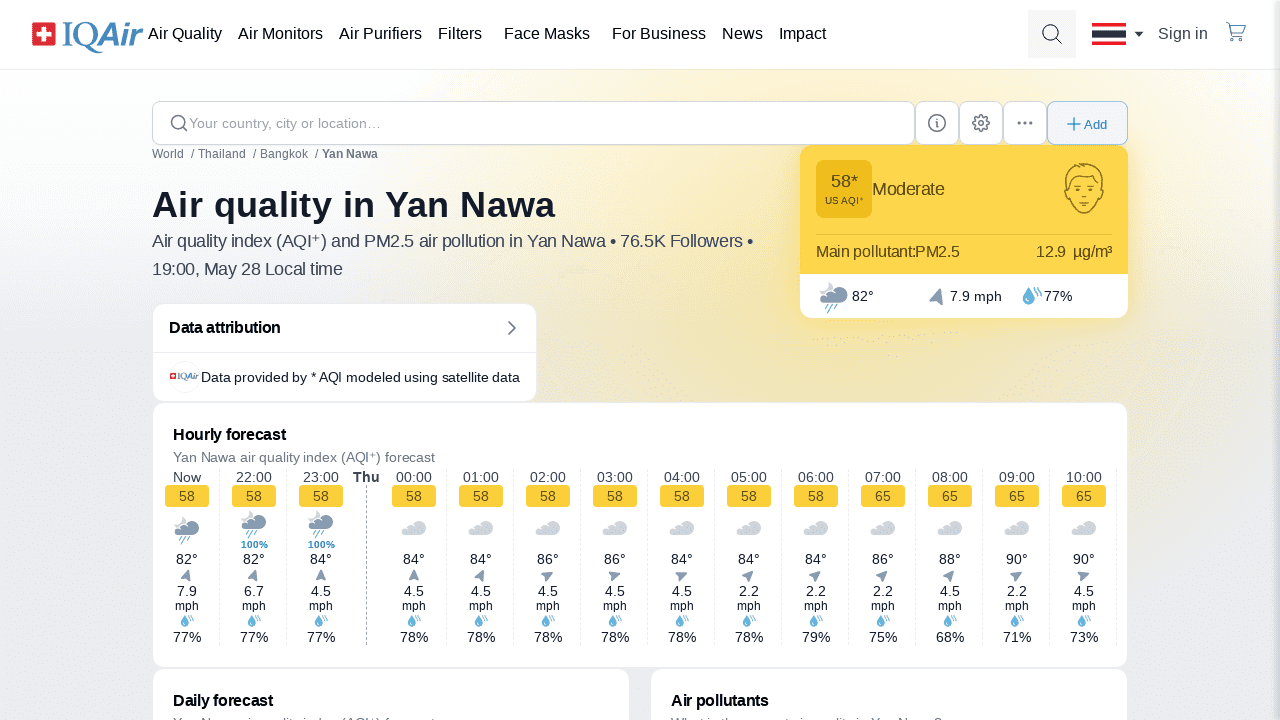 IQAir
Air Quality
Air Monitors
Air Purifiers
Filters
Face Masks
For Business
News
Impact
Sign in
Your country, city or location…
Add
World / Thailand / Bangkok / Yan Nawa
Air quality in Yan Nawa
Air quality index (AQI⁺) and PM2.5 air pollution in Yan Nawa • 76.5K Followers •
19:00, May 28 Local time
58*
US AQI⁺
Moderate
Main pollutant:PM2.5 12.9 µg/m³
82° 7.9 mph 77%
Data attribution
IQAir Data provided by * AQI modeled using satellite data
Hourly forecast
Yan Nawa air quality index (AQI⁺) forecast
Now 22:00 23:00 Thu 00:00 01:00 02:00 03:00 04:00 05:00 06:00 07:00 08:00 09:00 10:00
58 58 58 58 58 58 58 58 58 58 65 65 65 65
100% 100%
82° 82° 84° 84° 84° 86° 86° 84° 84° 84° 86° 88° 90° 90°
7.9 6.7 4.5 4.5 4.5 4.5 4.5 4.5 2.2 2.2 2.2 4.5 2.2 4.5
mph mph mph mph mph mph mph mph mph mph mph mph mph mph
77% 77% 77% 78% 78% 78% 78% 78% 78% 79% 75% 68% 71% 73%
Daily forecast
Air pollutants